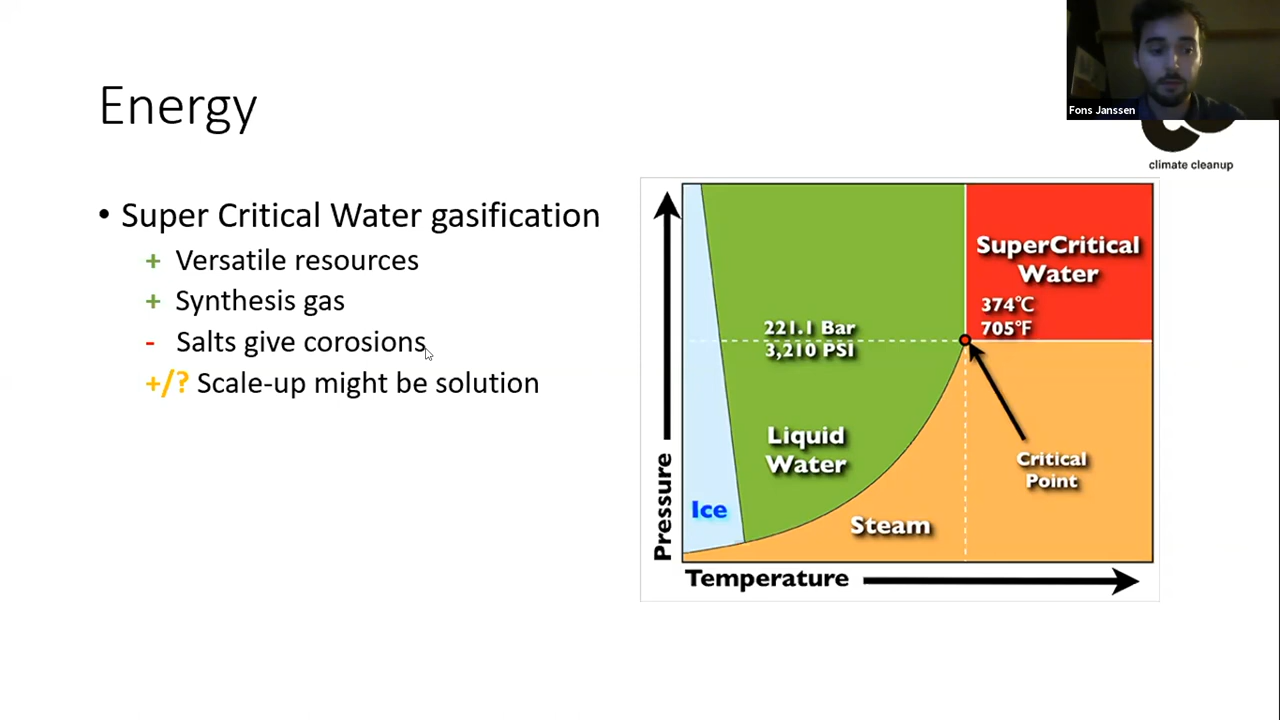 Energy
Fons Janssen
climate cleanup
• Super Critical Water gasification
+ Versatile resources
+ Synthesis gas
- Salts give corosions
+/? Scale-up might be solution
SuperCritical
Water
374°C
705°F
221.1 Bar
3,210 PSI
Liquid
Water
Critical
Point
Ice
Steam
Pressure
Temperature